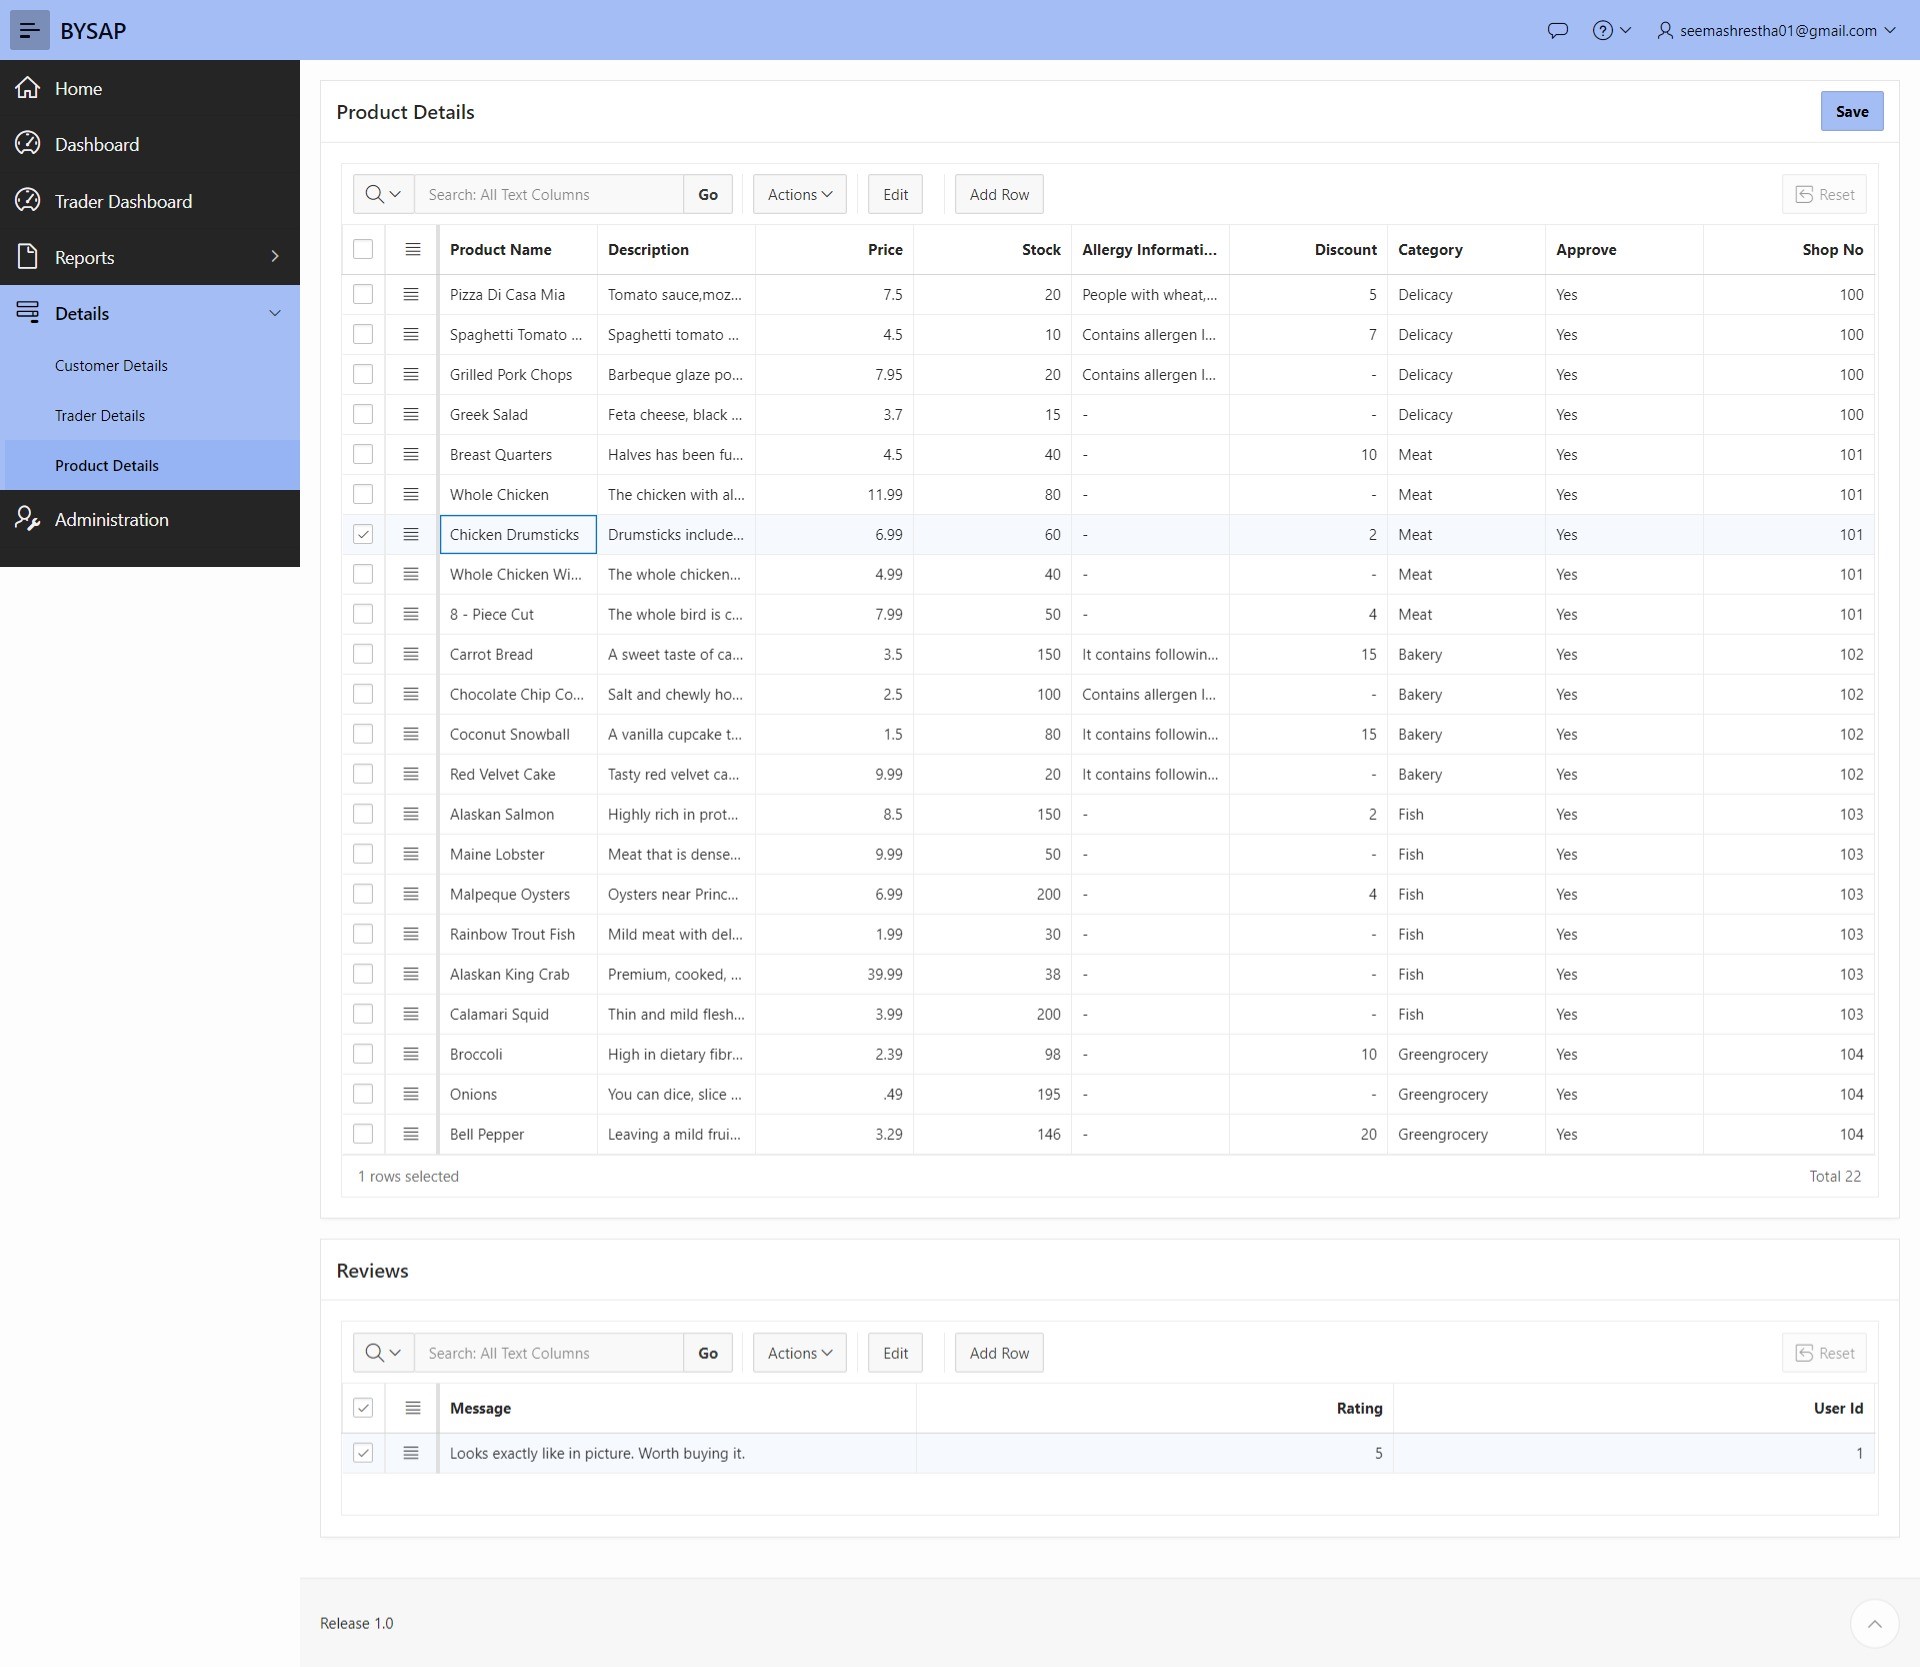 BYSAP
seemashrestha01@gmail.com
Home
Dashboard
Trader Dashboard
Reports
Details
Customer Details
Trader Details
Product Details
Administration
Product Details Save
Search: All Text Columns Go Actions Edit Add Row Reset
Product Name Description Price Stock Allergy Informati... Discount Category Approve Shop No
Pizza Di Casa Mia Tomato sauce,moz... 7.5 20 People with wheat,... 5 Delicacy Yes 100
Spaghetti Tomato ... Spaghetti tomato ... 4.5 10 Contains allergen I... 7 Delicacy Yes 100
Grilled Pork Chops Barbeque glaze po... 7.95 20 Contains allergen I... - Delicacy Yes 100
Greek Salad Feta cheese, black ... 3.7 15 - - Delicacy Yes 100
Breast Quarters Halves has been fu... 4.5 40 - 10 Meat Yes 101
Whole Chicken The chicken with al... 11.99 80 - - Meat Yes 101
Chicken Drumsticks Drumsticks include... 6.99 60 - 2 Meat Yes 101
Whole Chicken Wi... The whole chicken... 4.99 40 - - Meat Yes 101
8 - Piece Cut The whole bird is c... 7.99 50 - 4 Meat Yes 101
Carrot Bread A sweet taste of ca... 3.5 150 It contains followin... 15 Bakery Yes 102
Chocolate Chip Co... Salt and chewly ho... 2.5 100 Contains allergen I... - Bakery Yes 102
Coconut Snowball A vanilla cupcake t... 1.5 80 It contains followin... 15 Bakery Yes 102
Red Velvet Cake Tasty red velvet ca... 9.99 20 It contains followin... - Bakery Yes 102
Alaskan Salmon Highly rich in prot... 8.5 150 - 2 Fish Yes 103
Maine Lobster Meat that is dense... 9.99 50 - - Fish Yes 103
Malpeque Oysters Oysters near Princ... 6.99 200 - 4 Fish Yes 103
Rainbow Trout Fish Mild meat with del... 1.99 30 - - Fish Yes 103
Alaskan King Crab Premium, cooked, ... 39.99 38 - - Fish Yes 103
Calamari Squid Thin and mild flesh... 3.99 200 - - Fish Yes 103
Broccoli High in dietary fibr... 2.39 98 - 10 Greengrocery Yes 104
Onions You can dice, slice ... .49 195 - - Greengrocery Yes 104
Bell Pepper Leaving a mild frui... 3.29 146 - 20 Greengrocery Yes 104
1 rows selected Total 22
Reviews
Search: All Text Columns Go Actions Edit Add Row Reset
Message Rating User Id
Looks exactly like in picture. Worth buying it. 5 1
Release 1.0